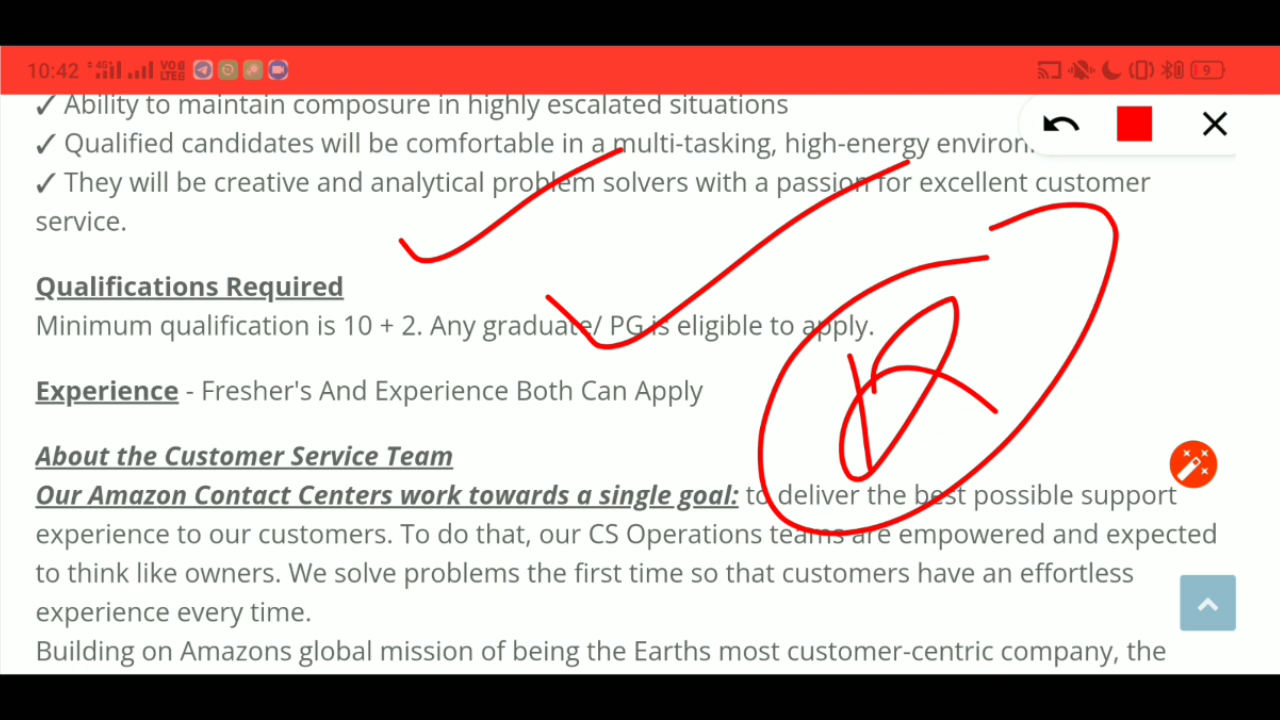 10:42 4G+ VO LTE 9
✓ Ability to maintain composure in highly escalated situations
✓ Qualified candidates will be comfortable in a multi-tasking, high-energy environ
✓ They will be creative and analytical problem solvers with a passion for excellent customer
service.
Qualifications Required
Minimum qualification is 10 + 2. Any graduate/ PG is eligible to apply.
Experience - Fresher's And Experience Both Can Apply
About the Customer Service Team
Our Amazon Contact Centers work towards a single goal: to deliver the best possible support
experience to our customers. To do that, our CS Operations teams are empowered and expected
to think like owners. We solve problems the first time so that customers have an effortless
experience every time.
Building on Amazons global mission of being the Earths most customer-centric company, the